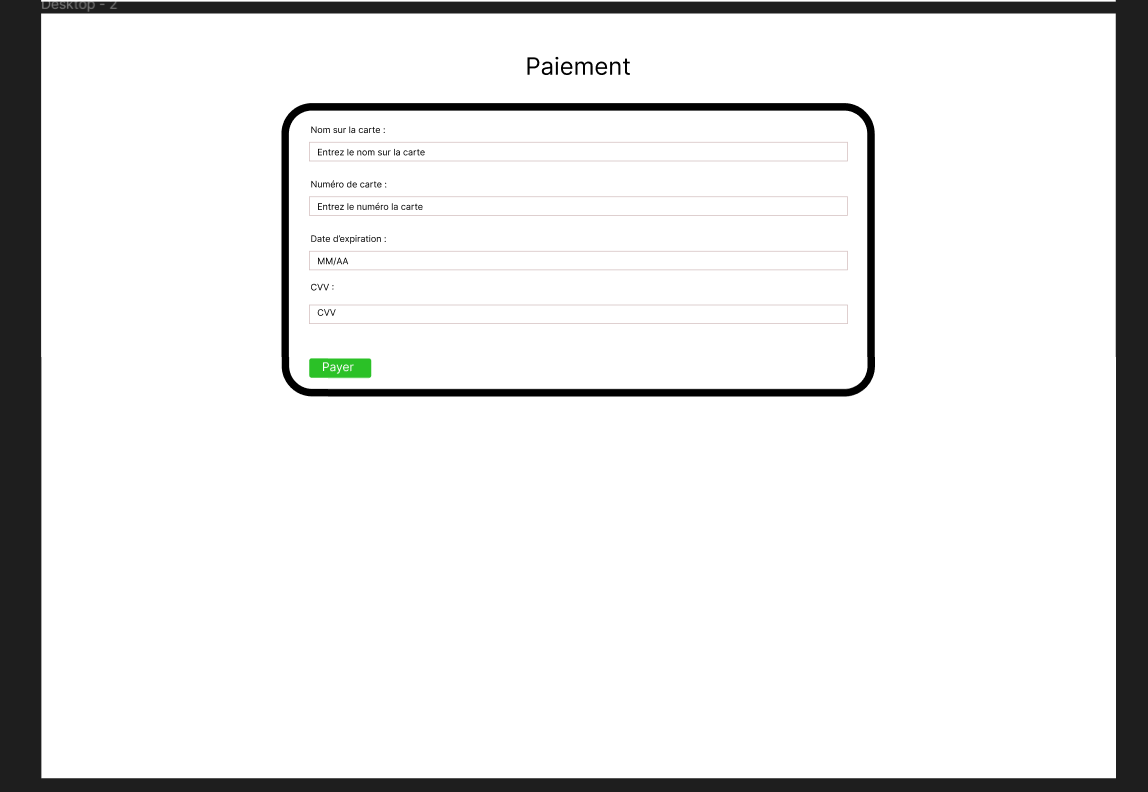 Desktop - 2
Paiement
Nom sur la carte :
Entrez le nom sur la carte
Numéro de carte :
Entrez le numéro la carte
Date d'expiration :
MM/AA
CVV :
CVV
Payer